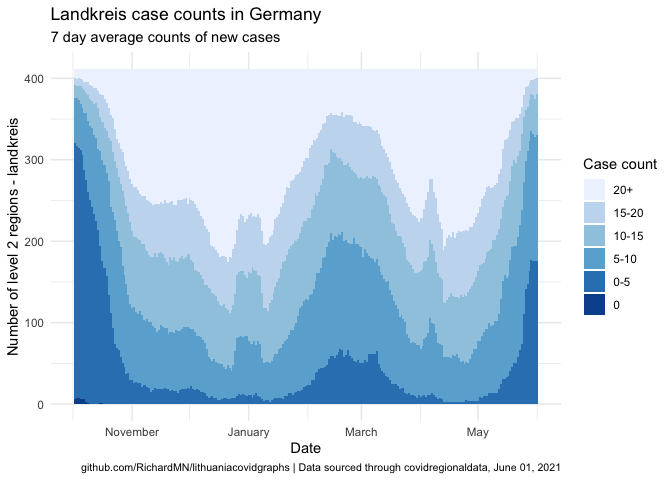 Landkreis case counts in Germany
7 day average counts of new cases
Number of level 2 regions - landkreis
400
300
200
100
0
November
January
March
May
Date
Case count
20+
15-20
10-15
5-10
0-5
0
github.com/RichardMN/lithuaniacovidgraphs | Data sourced through covidregionaldata, June 01, 2021